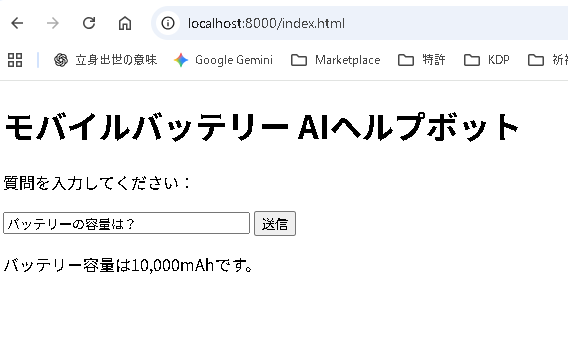 localhost:8000/index.html
立身出世の意味 Google Gemini Marketplace 特許 KDP
モバイルバッテリー AIヘルプボット
質問を入力してください：
バッテリーの容量は？ 送信
バッテリー容量は10,000mAhです。